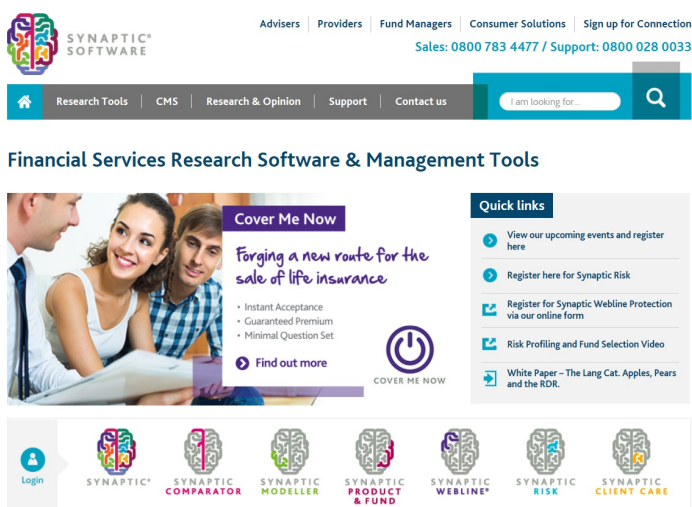 SYNAPTIC®
SOFTWARE
Advisers
Providers
Fund Managers
Consumer Solutions
Sign up for Connection
Sales: 0800 783 4477 / Support: 0800 028 0033
Research Tools
CMS
Research & Opinion
Support
Contact us
I am looking for...
Financial Services Research Software & Management Tools
Cover Me Now
Forging a new route for the
sale of life insurance
• Instant Acceptance
• Guaranteed Premium
• Minimal Question Set
Find out more
COVER ME NOW
Quick links
View our upcoming events and register
here
Register here for Synaptic Risk
Register for Synaptic Webline Protection
via our online form
Risk Profiling and Fund Selection Video
White Paper – The Lang Cat. Apples, Pears
and the RDR.
Login
SYNAPTIC®
SYNAPTIC
COMPARATOR
SYNAPTIC
MODELLER
SYNAPTIC
PRODUCT
& FUND
SYNAPTIC
WEBLINE®
SYNAPTIC
RISK
SYNAPTIC
CLIENT CARE